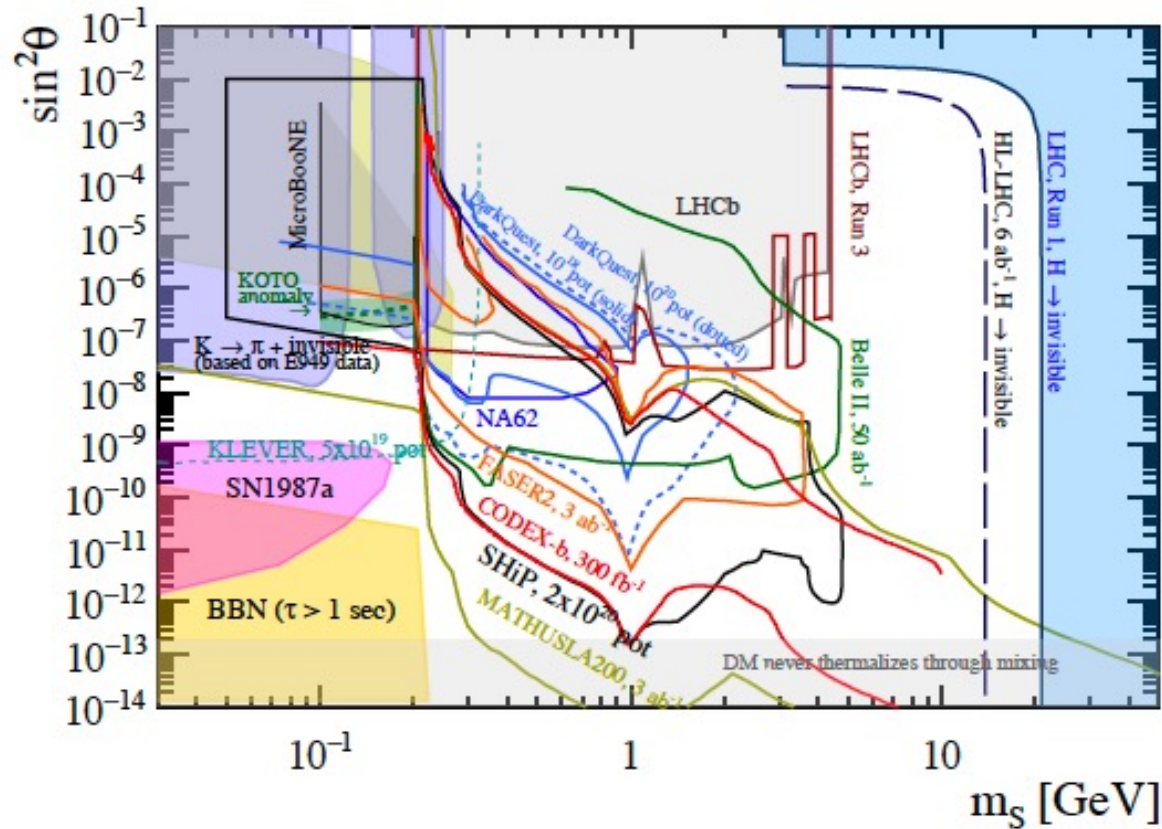 sin²θ
10⁻¹
10⁻²
10⁻³
10⁻⁴
10⁻⁵
10⁻⁶
10⁻⁷
10⁻⁸
10⁻⁹
10⁻¹⁰
10⁻¹¹
10⁻¹²
10⁻¹³
10⁻¹⁴
MicroBooNE
KOTO
anomaly
→
K → π + invisible
(based on E949 data)
KLEVER, 5x10¹⁹ pot
SN1987a
BBN (τ > 1 sec)
DarkQuest, 10¹⁸ pot (solid)
DarkQuest, 10²⁰ pot (dotted)
LHCb
NA62
FASER2, 3 ab⁻¹
CODEX-b, 300 fb⁻¹
SHiP, 2x10²⁰ pot
MATHUSLA200, 3 ab⁻¹
LHCb, Run 3
Belle II, 50 ab⁻¹
HL-LHC, 6 ab⁻¹, H → invisible
LHC, Run 1, H → invisible
DM never thermalizes through mixing
10⁻¹
1
10
m_S [GeV]